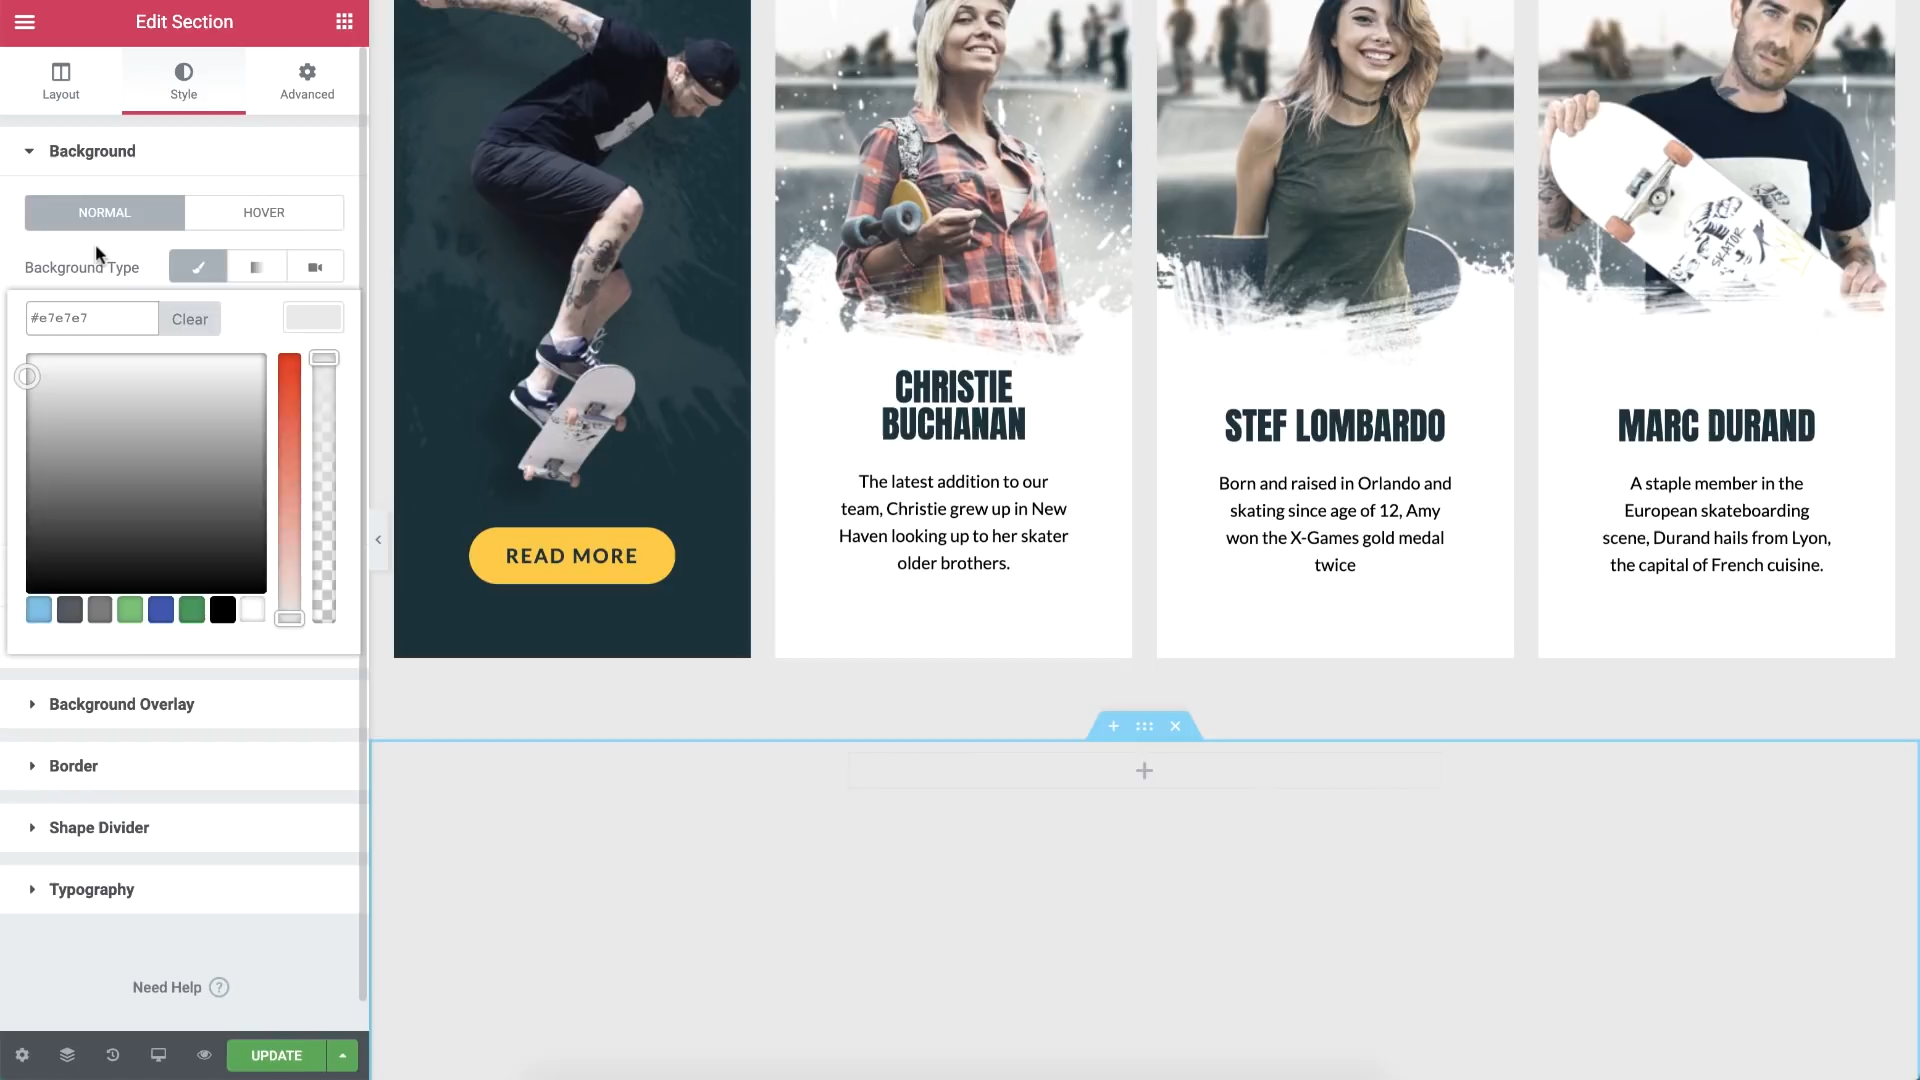 Edit Section
Layout
Style
Advanced
Background
NORMAL
HOVER
Background Type
#e7e7e7
Clear
Background Overlay
Border
Shape Divider
Typography
Need Help ?
UPDATE
READ MORE
CHRISTIE
BUCHANAN
The latest addition to our
team, Christie grew up in New
Haven looking up to her skater
older brothers.
STEF LOMBARDO
Born and raised in Orlando and
skating since age of 12, Amy
won the X-Games gold medal
twice
SKATOR
MARC DURAND
A staple member in the
European skateboarding
scene, Durand hails from Lyon,
the capital of French cuisine.